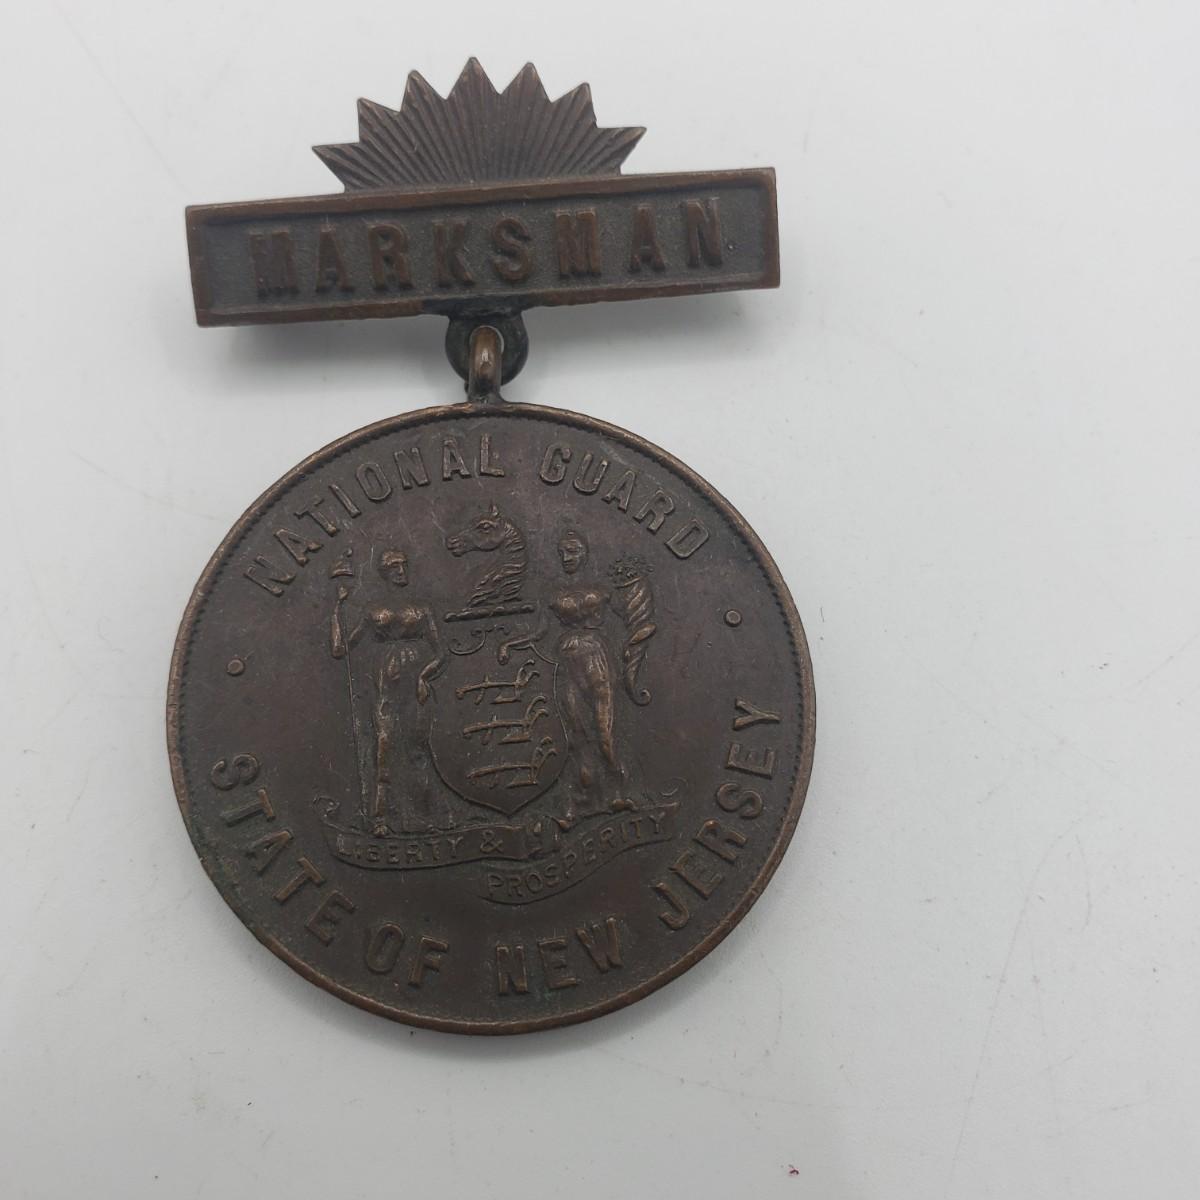 MARKSMAN
NATIONAL GUARD
LIBERTY &
PROSPERITY
STATE OF NEW JERSEY